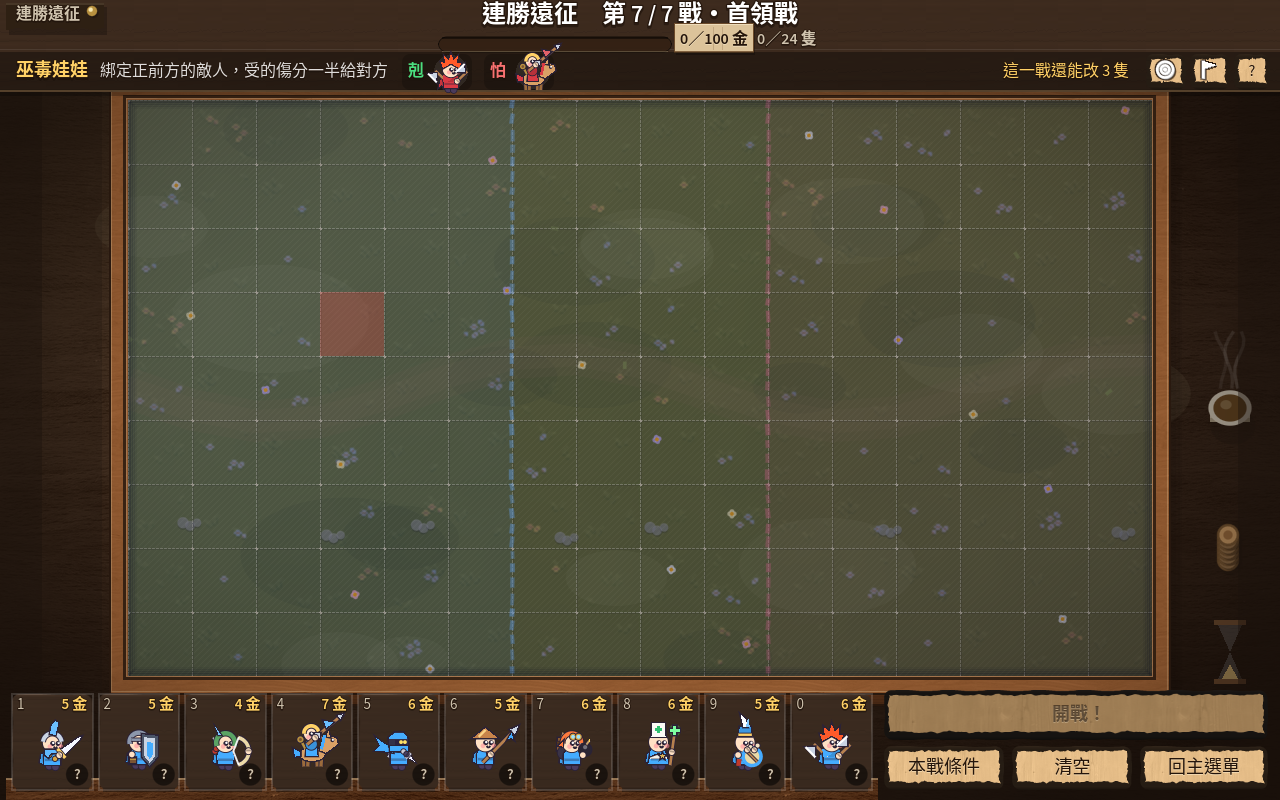 連勝遠征
連勝遠征 第 7 / 7 戰・首領戰
0／100 金 0／24 隻
巫毒娃娃 綁定正前方的敵人，受的傷分一半給對方 剋 怕
這一戰還能改 3 隻 ?
1 5 金 ?
2 5 金 ?
3 4 金 ?
4 7 金 ?
5 6 金 ?
6 5 金 ?
7 6 金 ?
8 6 金 ?
9 5 金 ?
0 6 金 ?
開戰！
本戰條件 清空 回主選單